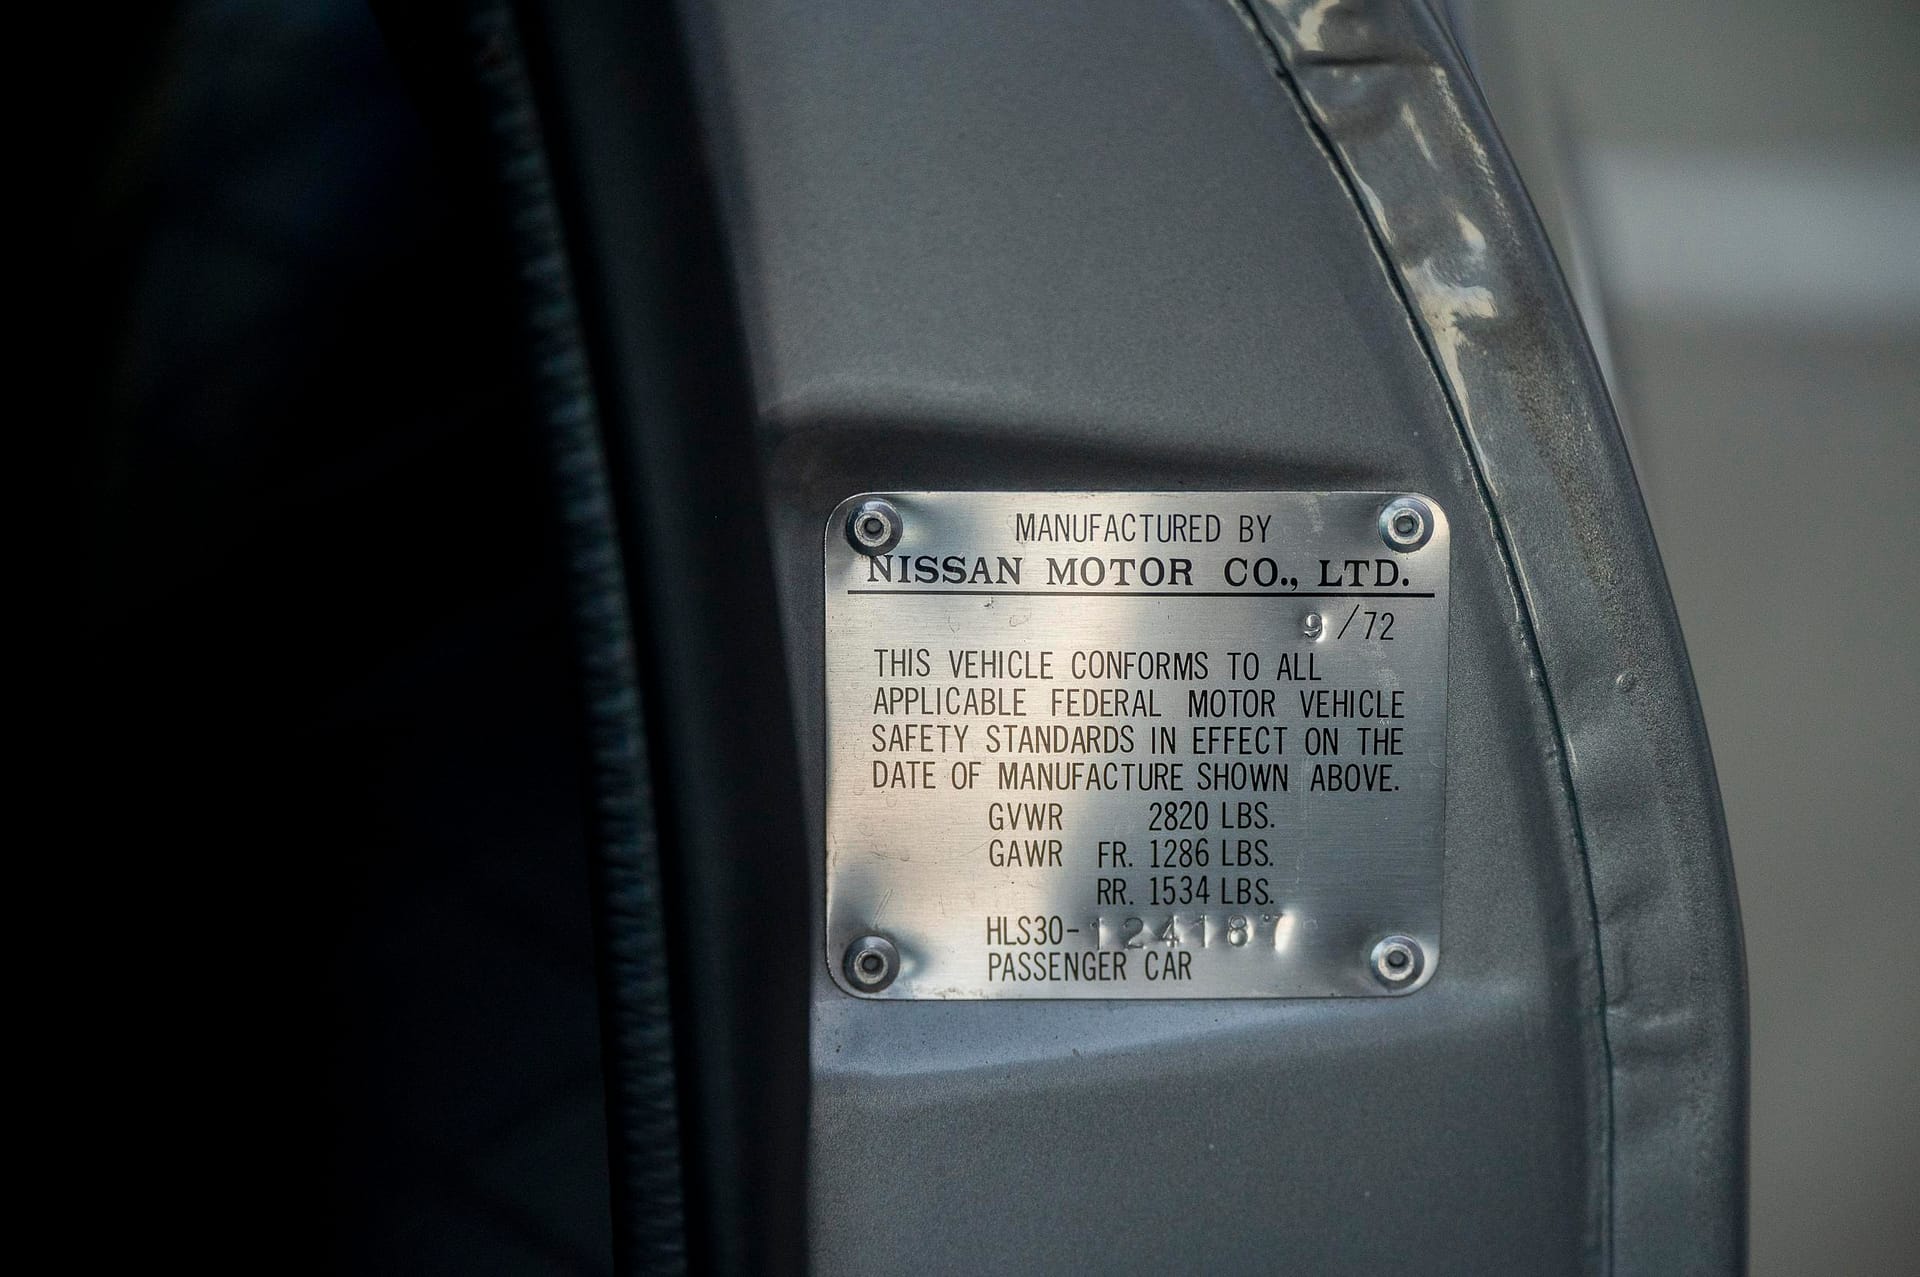 MANUFACTURED BY
NISSAN MOTOR CO., LTD.
9/72
THIS VEHICLE CONFORMS TO ALL
APPLICABLE FEDERAL MOTOR VEHICLE
SAFETY STANDARDS IN EFFECT ON THE
DATE OF MANUFACTURE SHOWN ABOVE.
GVWR 2820 LBS.
GAWR FR. 1286 LBS.
RR. 1534 LBS.
HLS30-124187
PASSENGER CAR